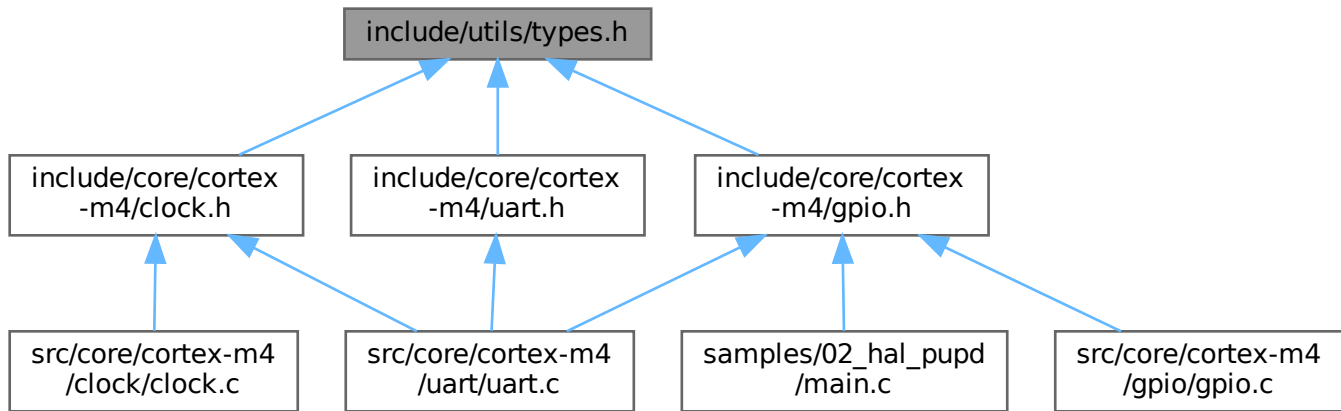 include/utils/types.h
include/core/cortex
-m4/clock.h
include/core/cortex
-m4/uart.h
include/core/cortex
-m4/gpio.h
src/core/cortex-m4
/clock/clock.c
src/core/cortex-m4
/uart/uart.c
samples/02_hal_pupd
/main.c
src/core/cortex-m4
/gpio/gpio.c